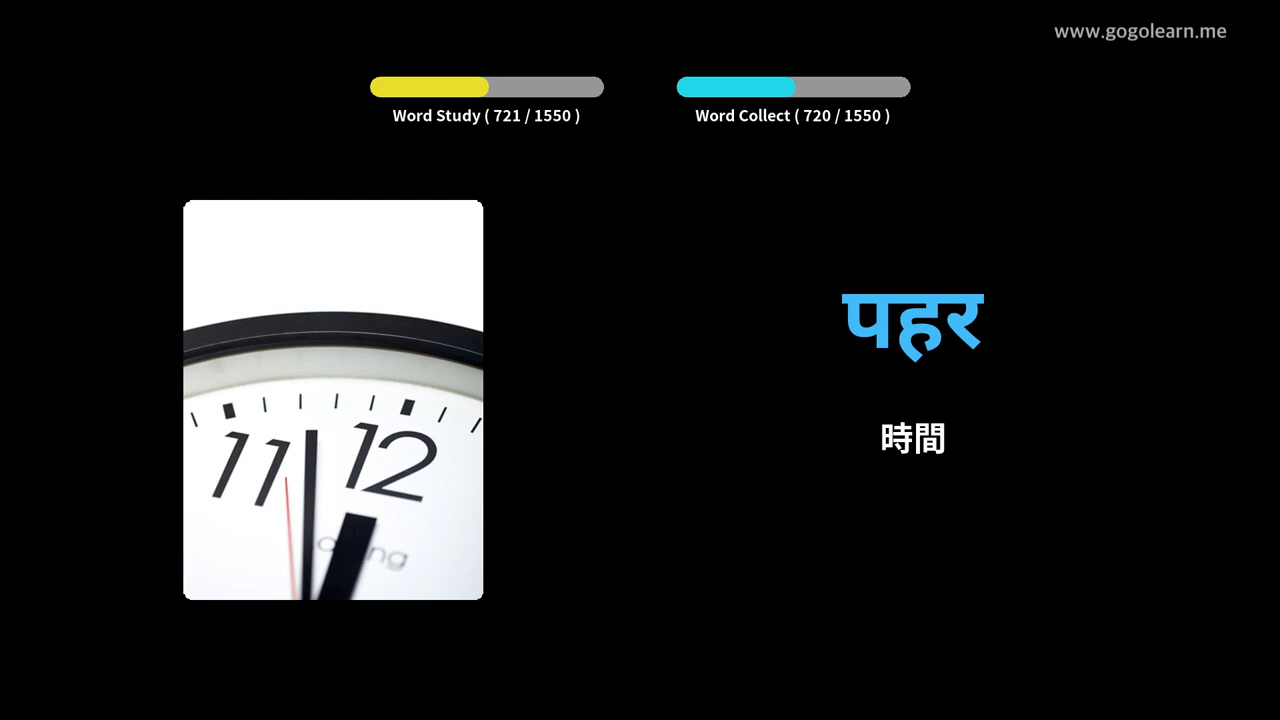 www.gogolearn.me
Word Study ( 721 / 1550 )
Word Collect ( 720 / 1550 )
पहर
時間
11 12